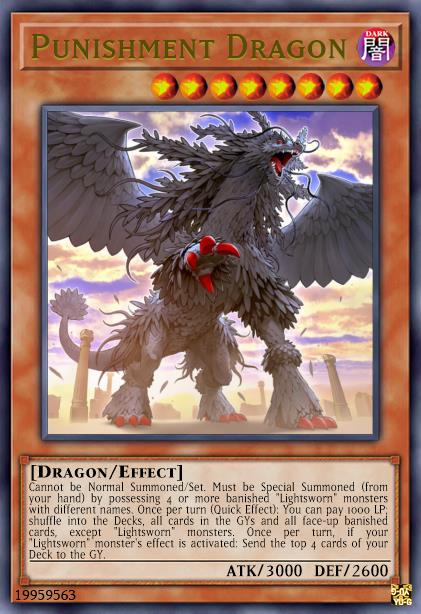 PUNISHMENT DRAGON
DARK
闇
[DRAGON/EFFECT]
Cannot be Normal Summoned/Set. Must be Special Summoned (from
your hand) by possessing 4 or more banished "Lightsworn" monsters
with different names. Once per turn (Quick Effect): You can pay 1000 LP;
shuffle into the Decks, all cards in the GYs and all face-up banished
cards, except "Lightsworn" monsters. Once per turn, if your
"Lightsworn" monster's effect is activated: Send the top 4 cards of your
Deck to the GY.
ATK/3000 DEF/2600
19959563